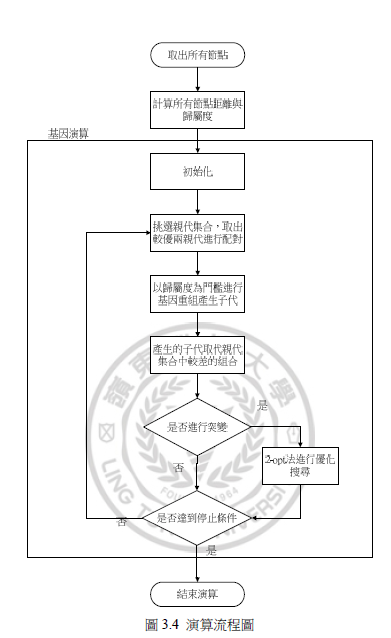 取出所有節點
計算所有節點距離與
歸屬度
基因演算
初始化
挑選親代集合，取出
較優兩親代進行配對
以歸屬度為門檻進行
基因重組產生子代
產生的子代取代親代
集合中較差的組合
是否進行突變
是
2-opt法進行優化
搜尋
否
是否達到停止條件
否
是
結束演算
圖 3.4 演算流程圖